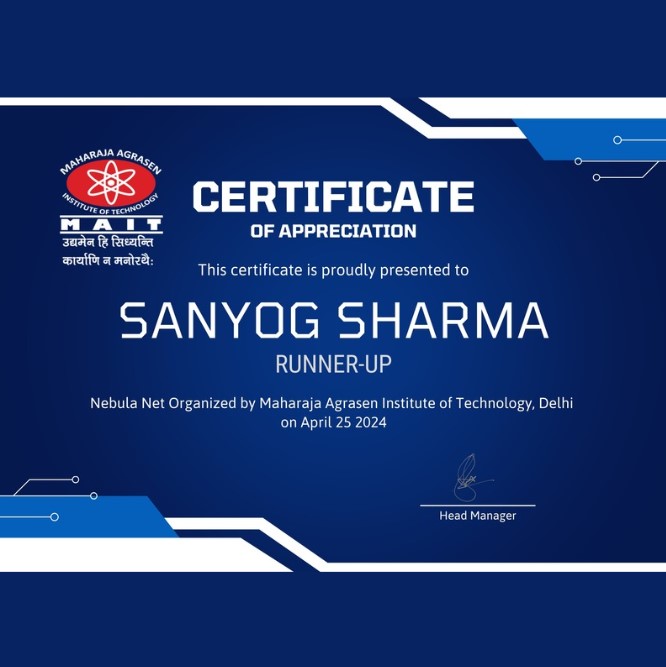 MAHARAJA AGRASEN
INSTITUTE OF TECHNOLOGY
MAIT
उद्यमेन हि सिध्यन्ति
कार्याणि न मनोरथैः
CERTIFICATE
OF APPRECIATION
This certificate is proudly presented to
SANYOG SHARMA
RUNNER-UP
Nebula Net Organized by Maharaja Agrasen Institute of Technology, Delhi
on April 25 2024
Head Manager